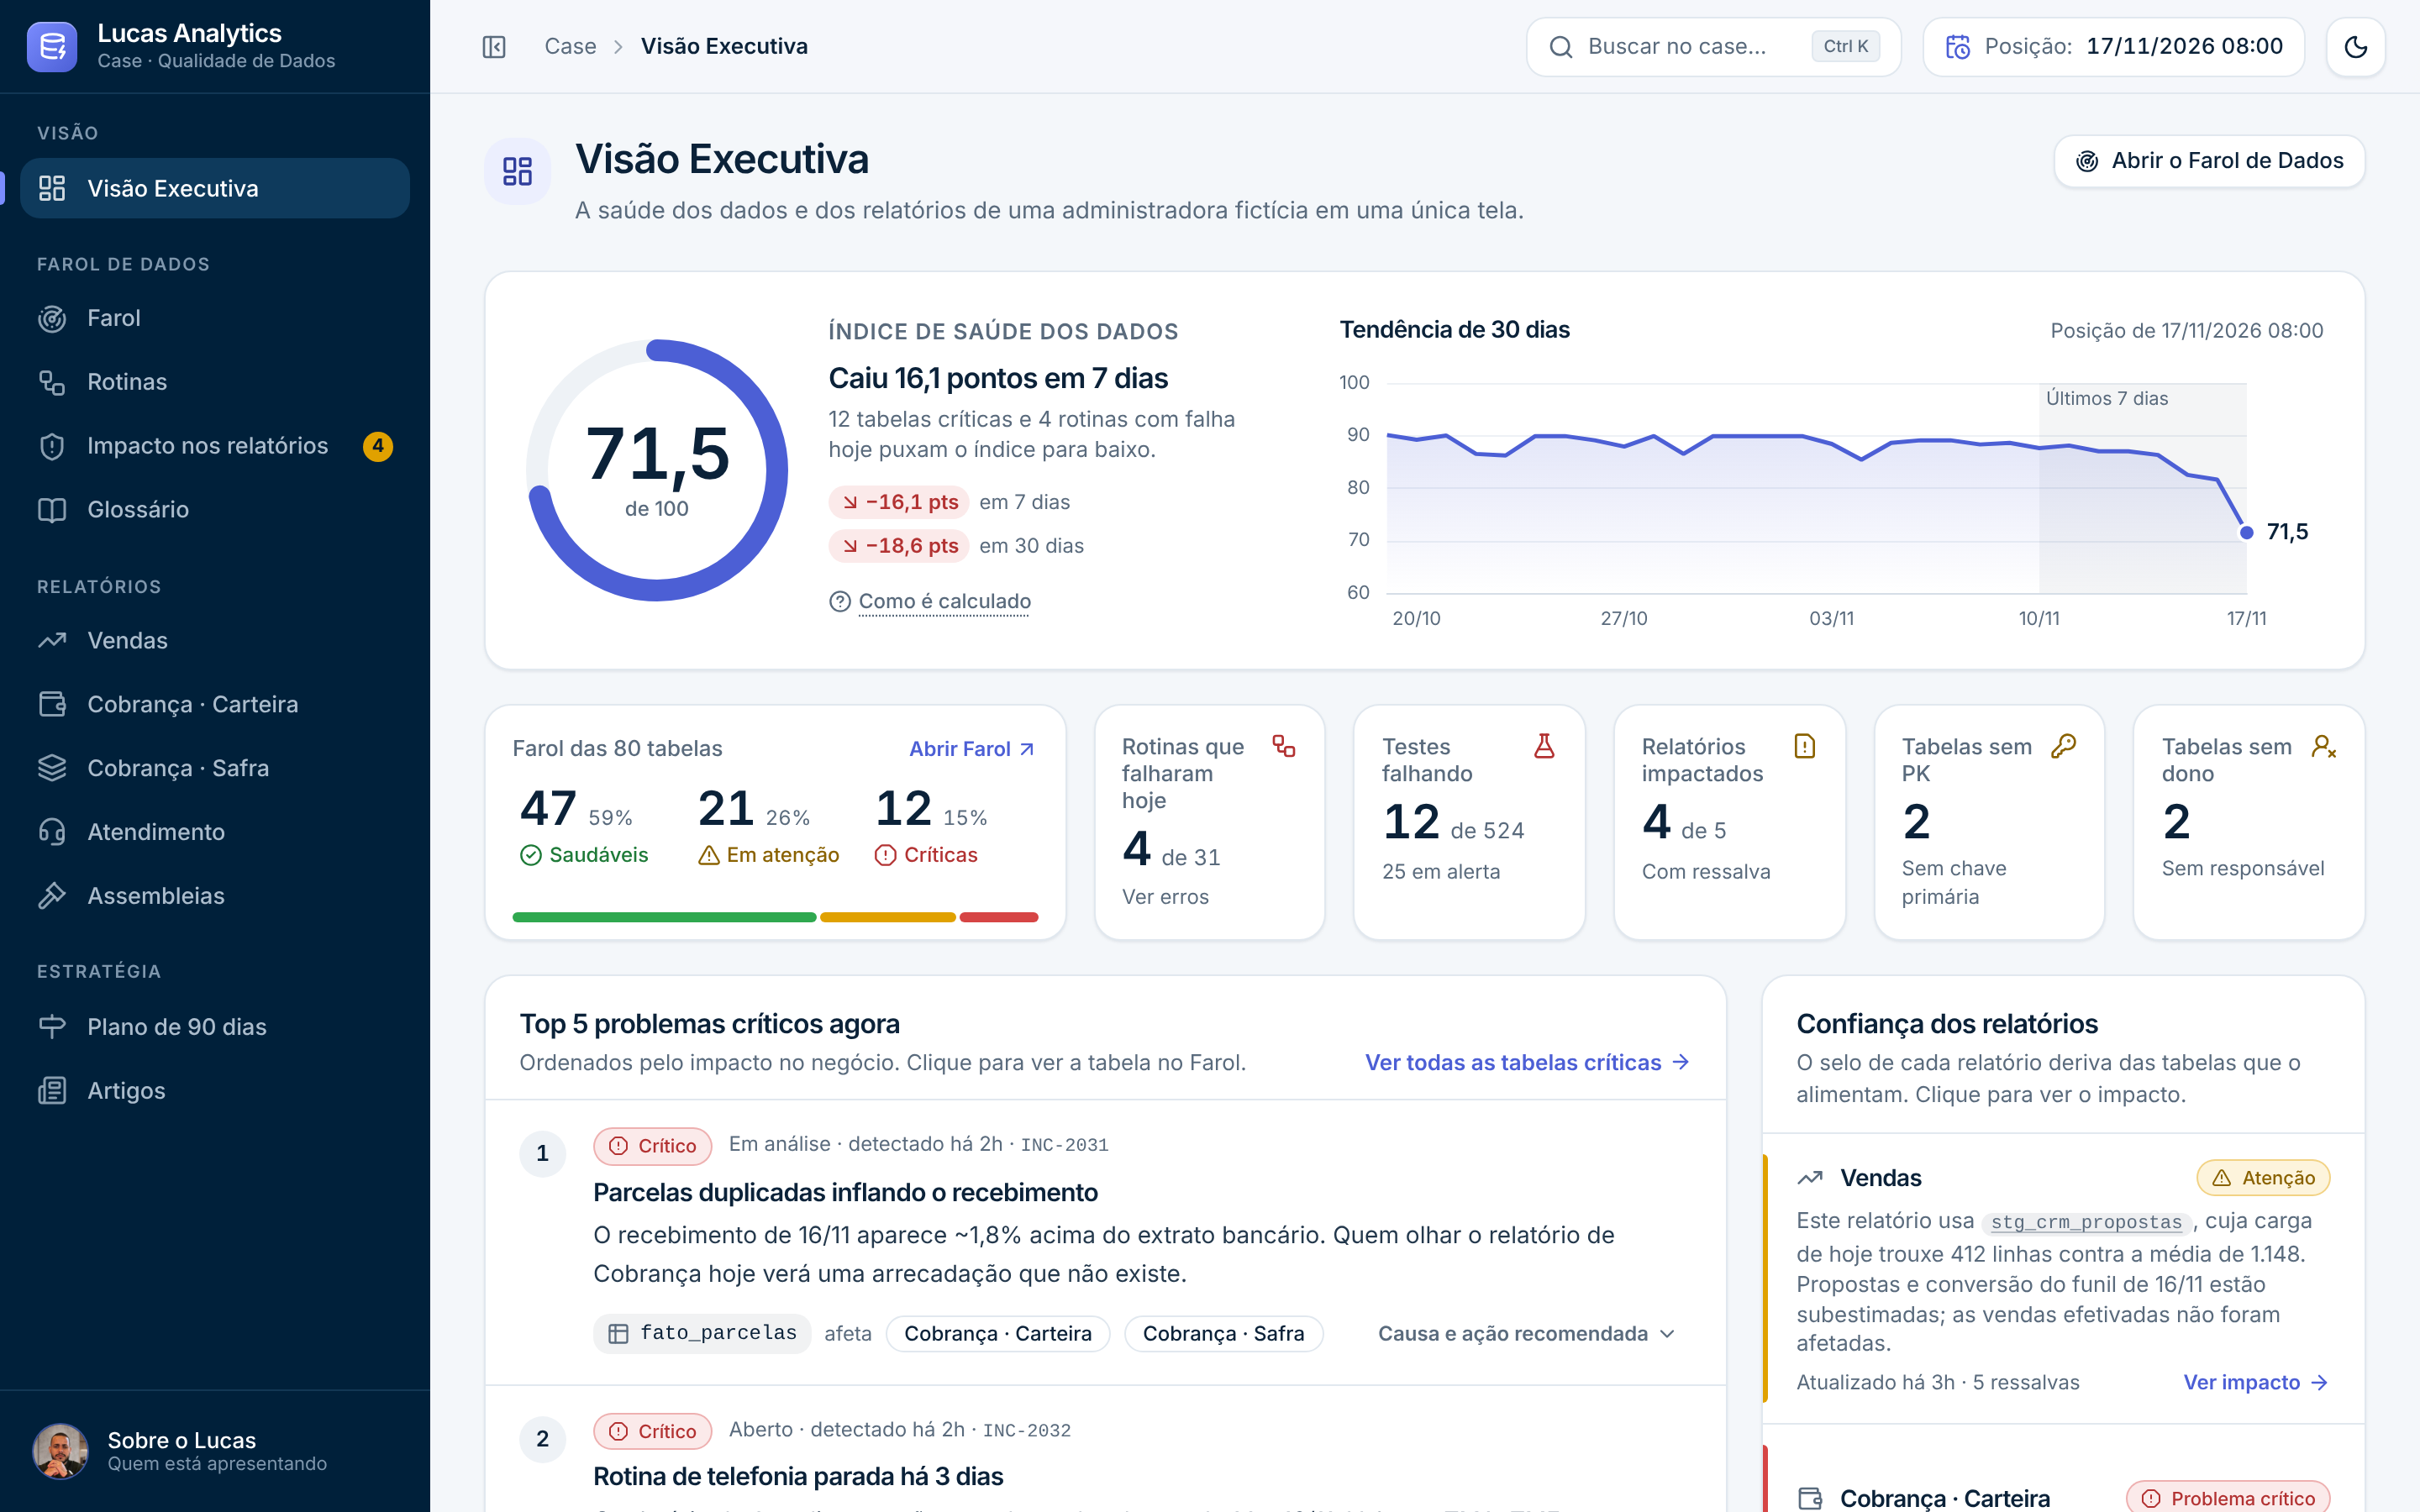 Lucas Analytics
Case · Qualidade de Dados
VISÃO
Visão Executiva
FAROL DE DADOS
Farol
Rotinas
Impacto nos relatórios 4
Glossário
RELATÓRIOS
Vendas
Cobrança · Carteira
Cobrança · Safra
Atendimento
Assembleias
ESTRATÉGIA
Plano de 90 dias
Artigos
Sobre o Lucas
Quem está apresentando
Case Visão Executiva
Buscar no case... Ctrl K
Posição: 17/11/2026 08:00
Visão Executiva
A saúde dos dados e dos relatórios de uma administradora fictícia em uma única tela.
Abrir o Farol de Dados
71,5
de 100
ÍNDICE DE SAÚDE DOS DADOS
Caiu 16,1 pontos em 7 dias
12 tabelas críticas e 4 rotinas com falha
hoje puxam o índice para baixo.
−16,1 pts em 7 dias
−18,6 pts em 30 dias
Como é calculado
Tendência de 30 dias
Posição de 17/11/2026 08:00
100
90
80
70
60
Últimos 7 dias
71,5
20/10 27/10 03/11 10/11 17/11
Farol das 80 tabelas
Abrir Farol
47 59%
Saudáveis
21 26%
Em atenção
12 15%
Críticas
Rotinas que
falharam
hoje
4 de 31
Ver erros
Testes
falhando
12 de 524
25 em alerta
Relatórios
impactados
4 de 5
Com ressalva
Tabelas sem
PK
2
Sem chave
primária
Tabelas sem
dono
2
Sem responsável
Top 5 problemas críticos agora
Ordenados pelo impacto no negócio. Clique para ver a tabela no Farol.
Ver todas as tabelas críticas
1
Crítico Em análise · detectado há 2h · INC-2031
Parcelas duplicadas inflando o recebimento
O recebimento de 16/11 aparece ~1,8% acima do extrato bancário. Quem olhar o relatório de
Cobrança hoje verá uma arrecadação que não existe.
fato_parcelas afeta Cobrança · Carteira Cobrança · Safra Causa e ação recomendada
2
Crítico Aberto · detectado há 2h · INC-2032
Rotina de telefonia parada há 3 dias
Confiança dos relatórios
O selo de cada relatório deriva das tabelas que o
alimentam. Clique para ver o impacto.
Vendas Atenção
Este relatório usa stg_crm_propostas, cuja carga
de hoje trouxe 412 linhas contra a média de 1.148.
Propostas e conversão do funil de 16/11 estão
subestimadas; as vendas efetivadas não foram
afetadas.
Atualizado há 3h · 5 ressalvas Ver impacto
Cobrança · Carteira Problema crítico